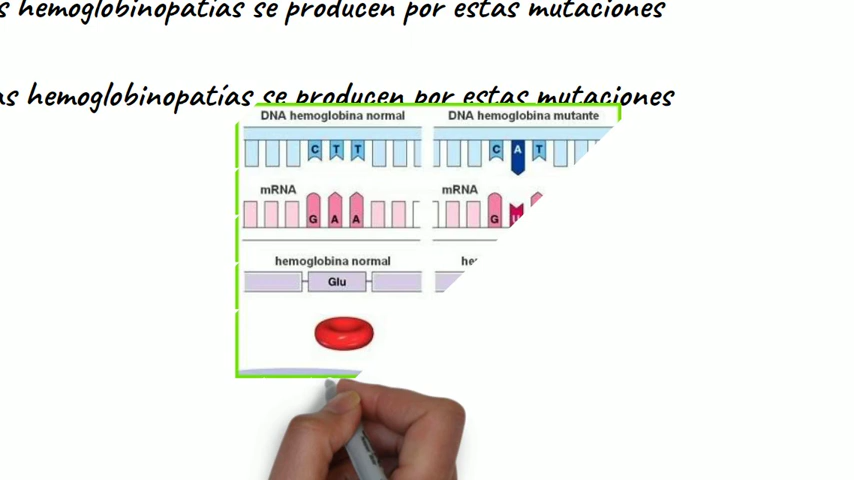 hemoglobinopatías se producen por estas mutaciones
as hemoglobinopatías se producen por estas mutaciones
DNA hemoglobina normal DNA hemoglobina mutante
C T T C A T
mRNA mRNA
G A A G U
hemoglobina normal
Glu